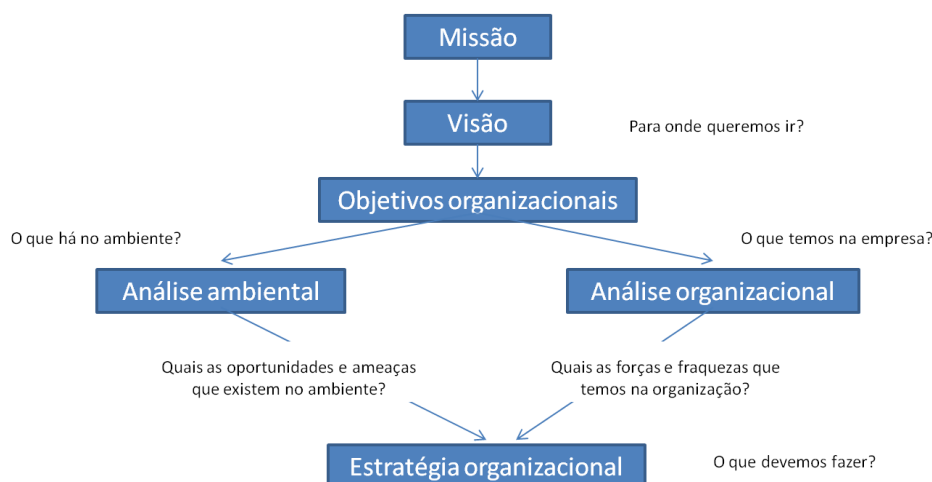 Missão
Visão
Para onde queremos ir?
Objetivos organizacionais
O que há no ambiente?
O que temos na empresa?
Análise ambiental
Análise organizacional
Quais as oportunidades e ameaças
que existem no ambiente?
Quais as forças e fraquezas que
temos na organização?
Estratégia organizacional
O que devemos fazer?